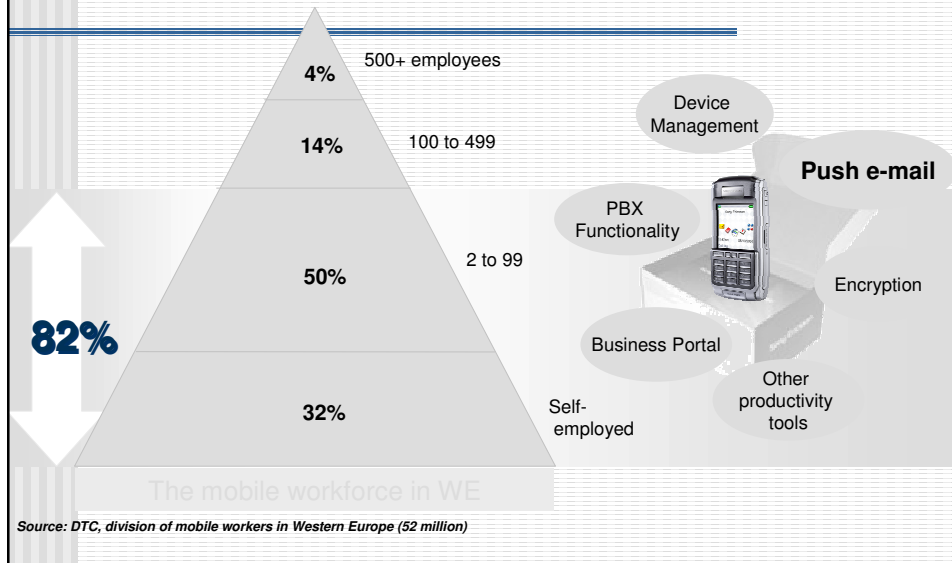 500+ employees
4%
100 to 499
14%
2 to 99
50%
82%
Self-
employed
32%
The mobile workforce in WE
Source: DTC, division of mobile workers in Western Europe (52 million)
Device
Management
Push e-mail
PBX
Functionality
Encryption
Business Portal
Other
productivity
tools